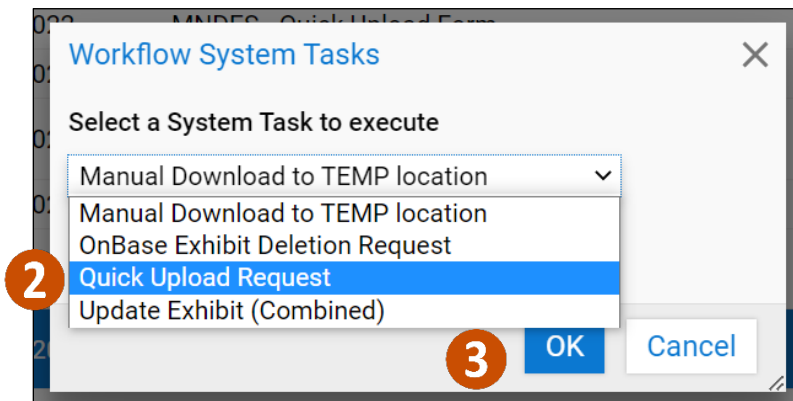 MNDES - Quick Upload Form
Workflow System Tasks
Select a System Task to execute
Manual Download to TEMP location
Manual Download to TEMP location
OnBase Exhibit Deletion Request
2 Quick Upload Request
Update Exhibit (Combined)
3 OK Cancel